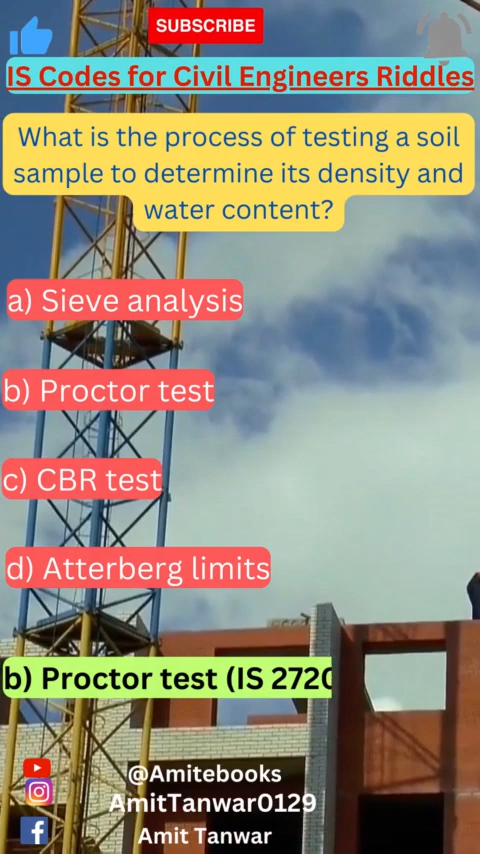 SUBSCRIBE
IS Codes for Civil Engineers Riddles
What is the process of testing a soil
sample to determine its density and
water content?
a) Sieve analysis
b) Proctor test
c) CBR test
d) Atterberg limits
b) Proctor test (IS 2720
@Amitebooks
AmitTanwar0129
Amit Tanwar